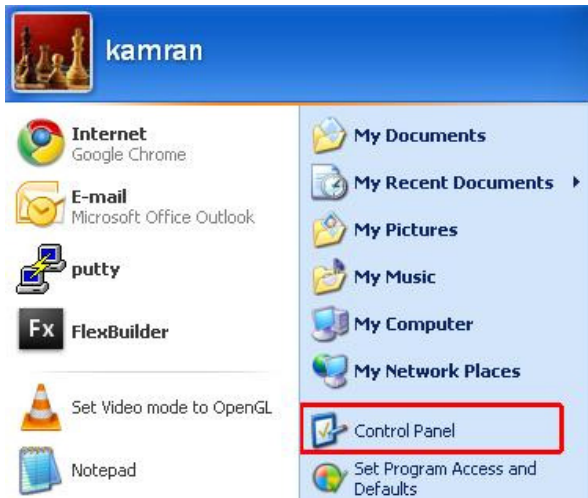 kamran
Internet
Google Chrome
E-mail
Microsoft Office Outlook
putty
Fx FlexBuilder
Set Video mode to OpenGL
Notepad
My Documents
My Recent Documents
My Pictures
My Music
My Computer
My Network Places
Control Panel
Set Program Access and
Defaults